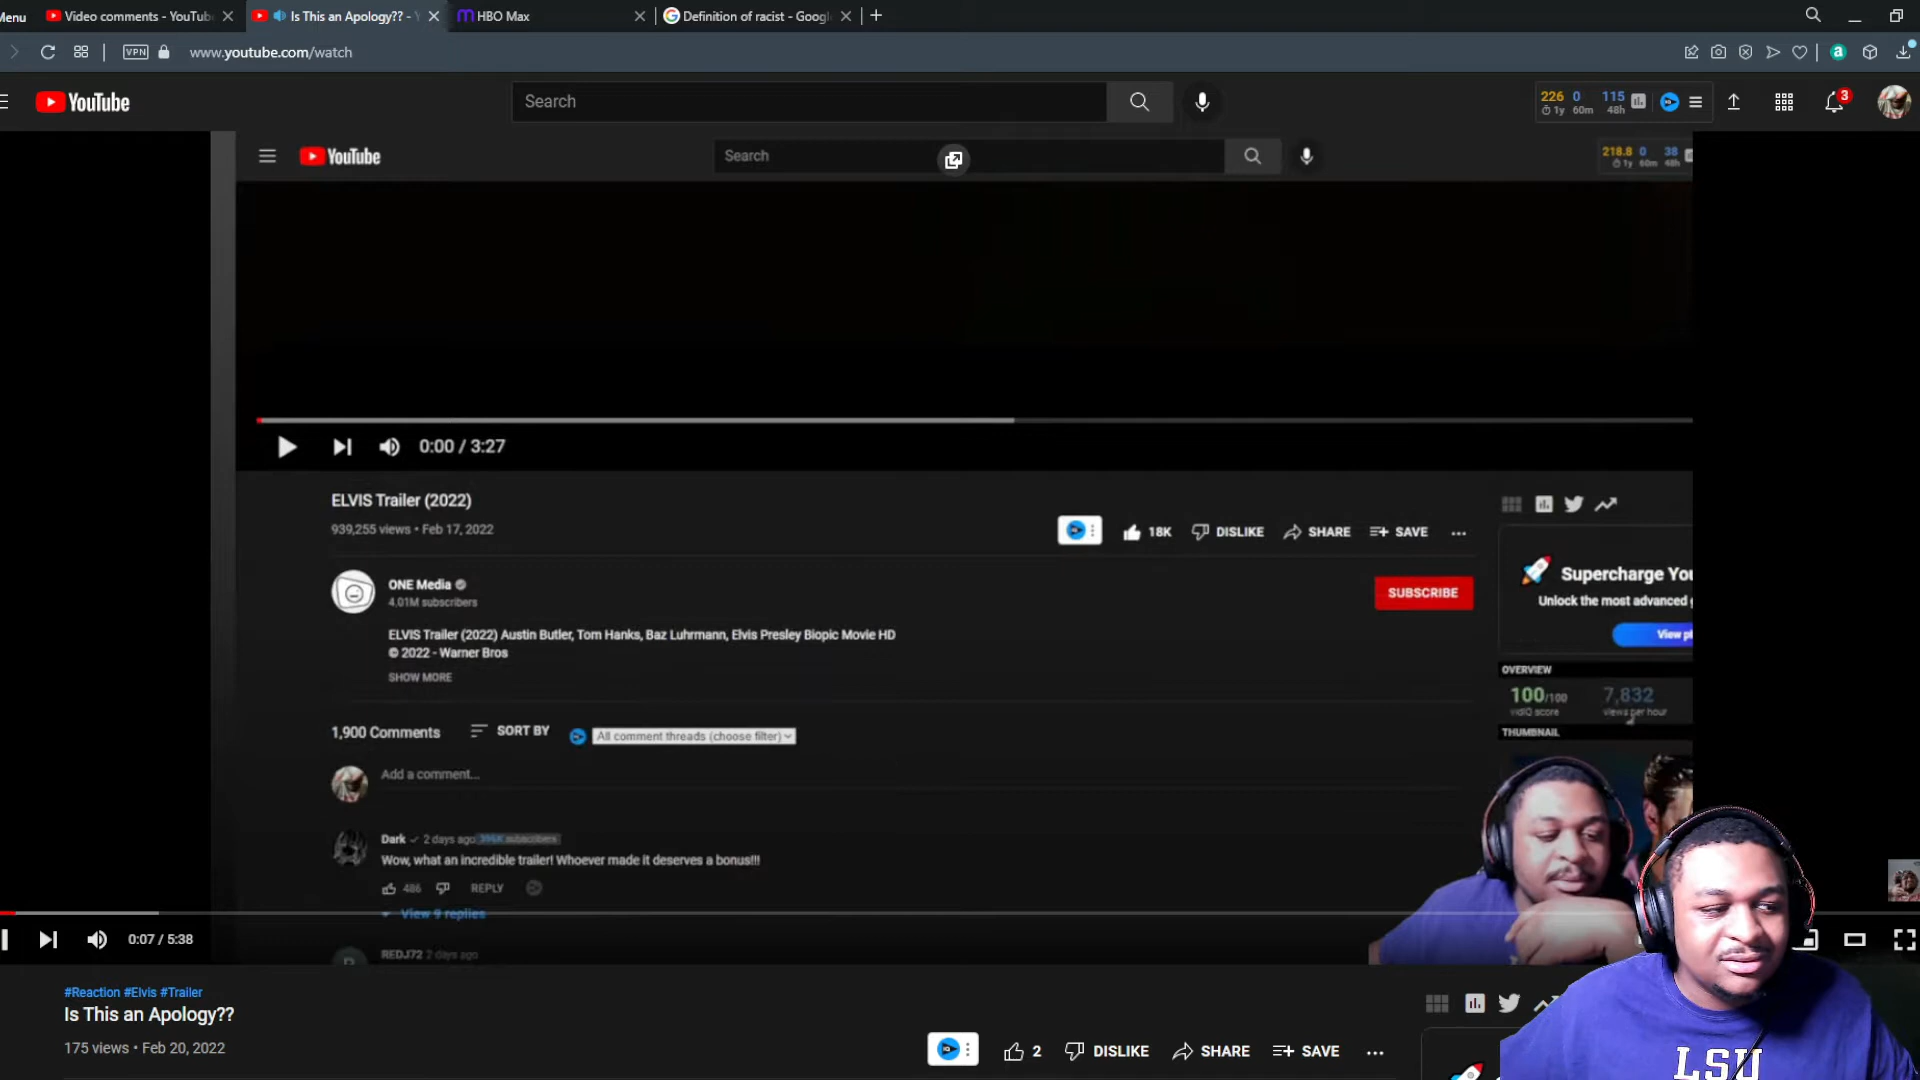 Menu
Video comments - YouTube
Is This an Apology?? - Y
HBO Max
Definition of racist - Googl
VPN
www.youtube.com/watch
a
YouTube
Search
226 0 115
1y 60m 48h
3
YouTube
Search
218.8 0 38
1y 60m 48h
0:00 / 3:27
ELVIS Trailer (2022)
939,255 views • Feb 17, 2022
18K
DISLIKE
SHARE
SAVE
ONE Media
4.01M subscribers
SUBSCRIBE
ELVIS Trailer (2022) Austin Butler, Tom Hanks, Baz Luhrmann, Elvis Presley Biopic Movie HD
© 2022 - Warner Bros
SHOW MORE
Supercharge You
Unlock the most advanced
View pl
OVERVIEW
100/100
vidIQ score
7,832
views per hour
THUMBNAIL
1,900 Comments
SORT BY
All comment threads (choose filter)
Add a comment...
Dark 2 days ago 396K subscribers
Wow, what an incredible trailer! Whoever made it deserves a bonus!!!
486
REPLY
View 9 replies
REDJ72 2 days ago
0:07 / 5:38
#Reaction #Elvis #Trailer
Is This an Apology??
175 views • Feb 20, 2022
2
DISLIKE
SHARE
SAVE
LSU